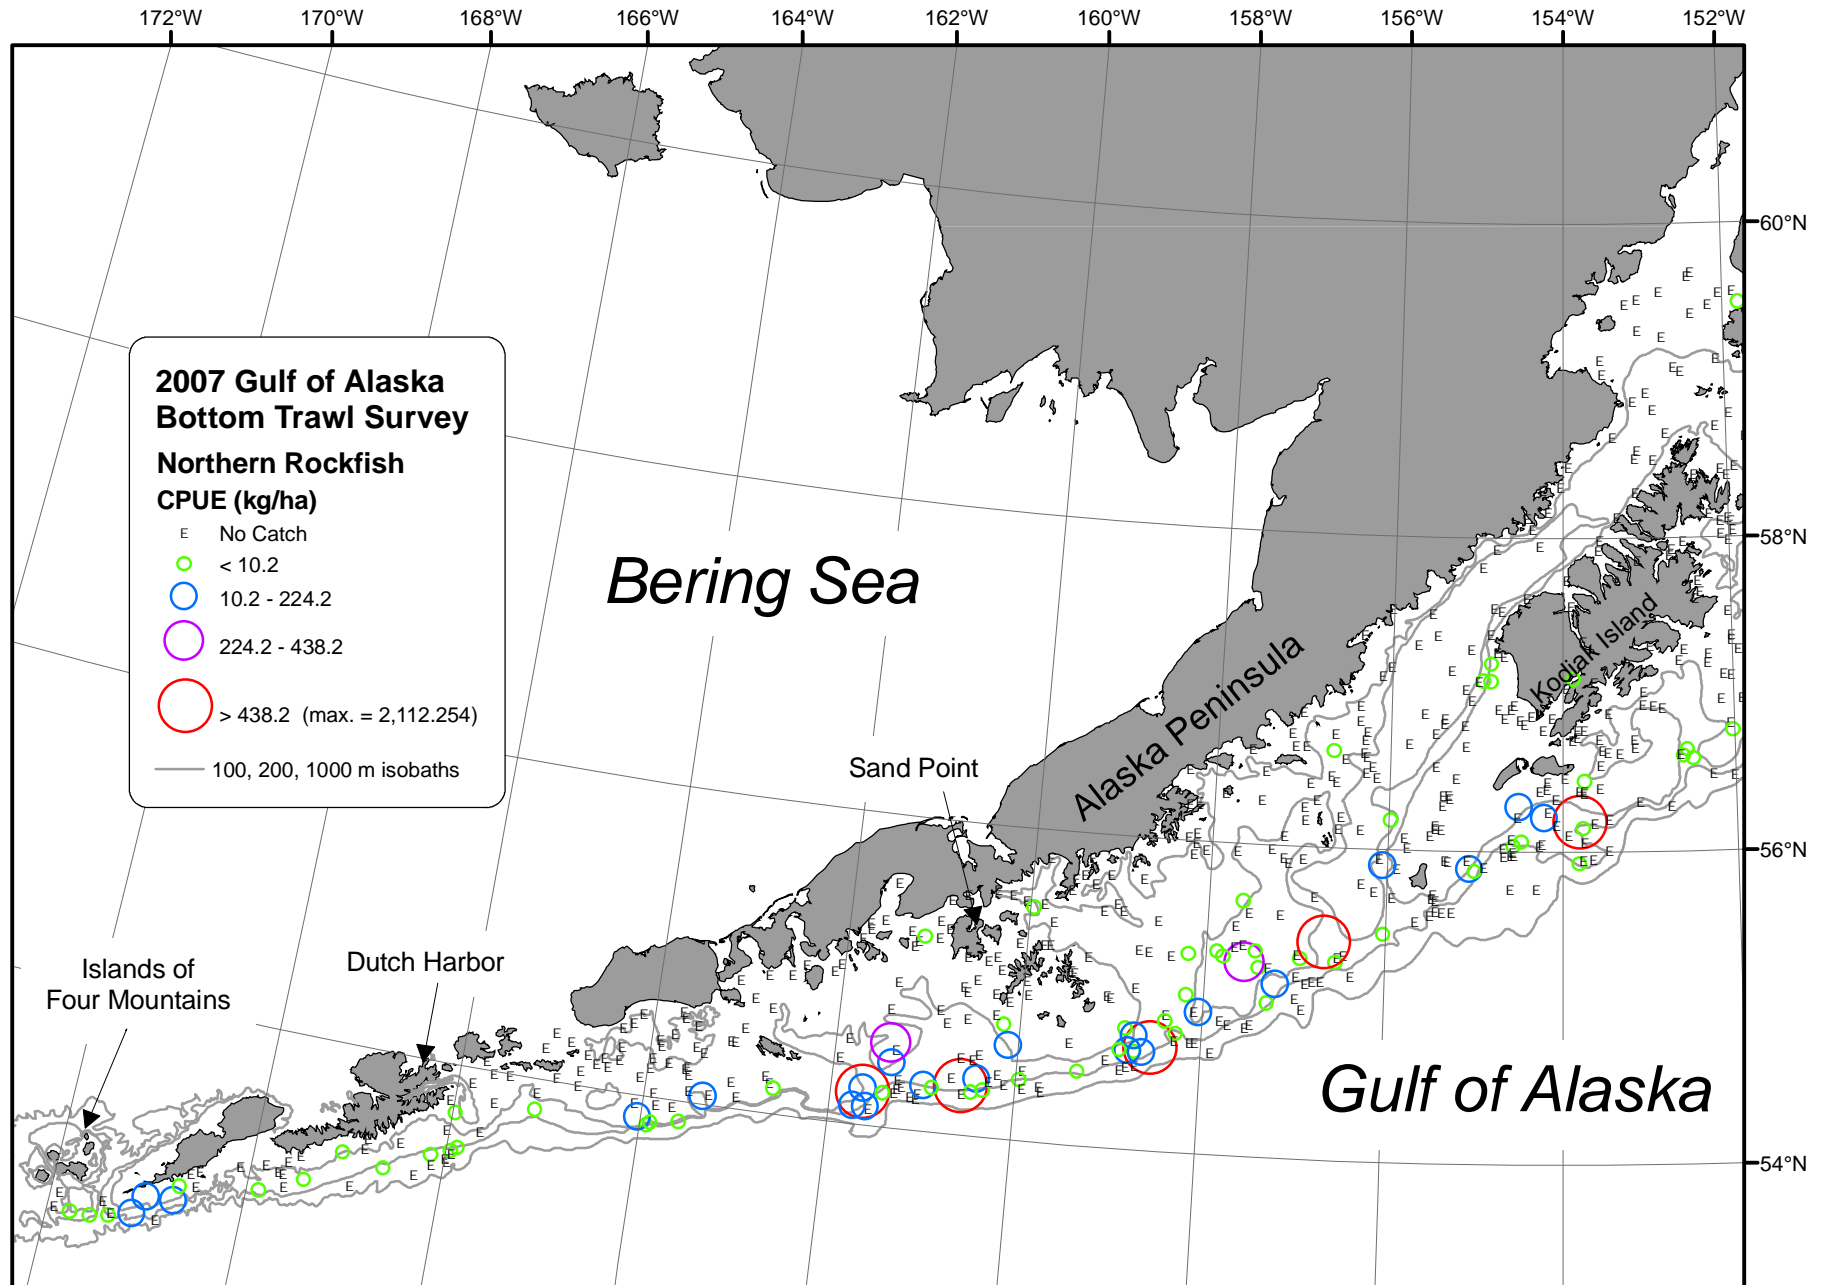 172°W 170°W 168°W 166°W 164°W 162°W 160°W 158°W 156°W 154°W 152°W
60°N
58°N
56°N
54°N
2007 Gulf of Alaska
Bottom Trawl Survey
Northern Rockfish
CPUE (kg/ha)
E No Catch
< 10.2
10.2 - 224.2
224.2 - 438.2
> 438.2 (max. = 2,112.254)
100, 200, 1000 m isobaths
Bering Sea
Alaska Peninsula
Kodiak Island
Sand Point
Dutch Harbor
Islands of
Four Mountains
Gulf of Alaska